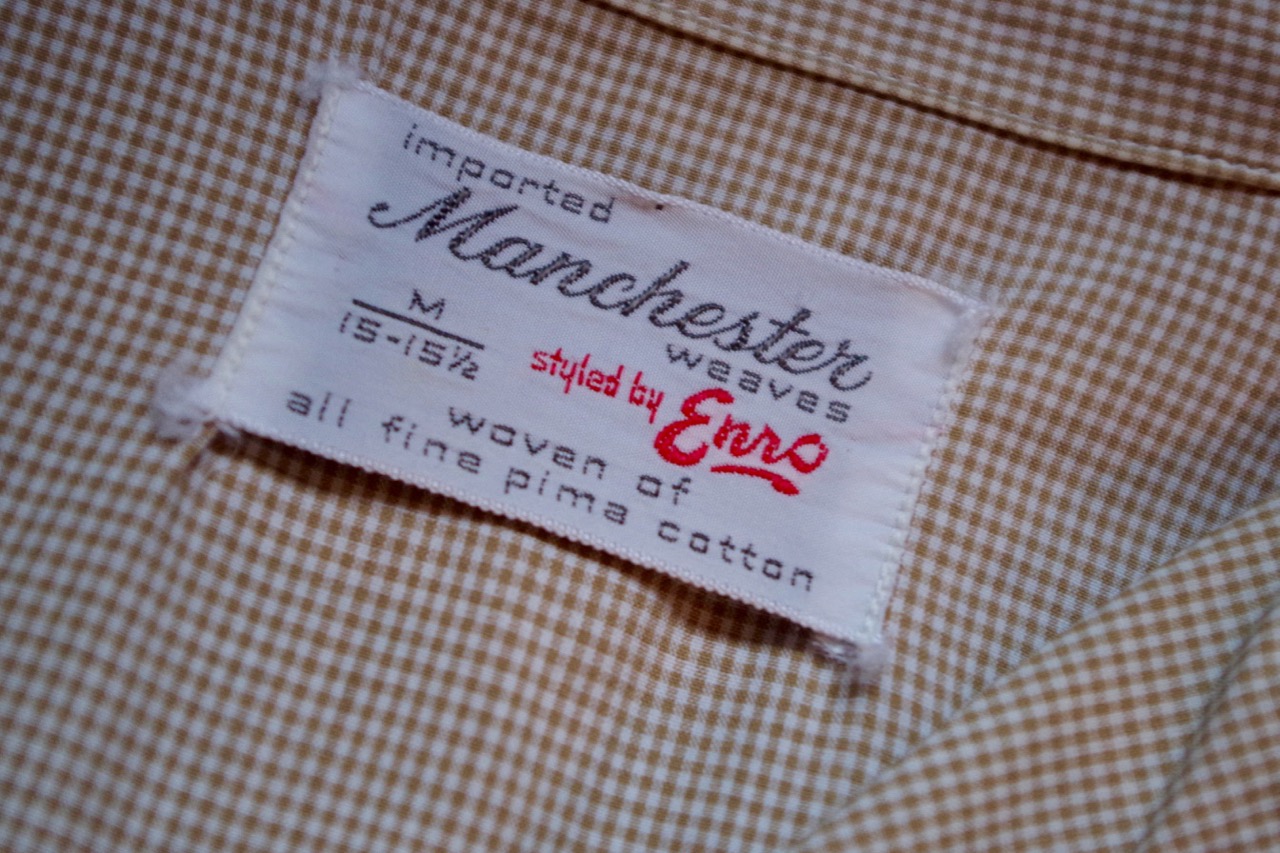 imported
Manchester
weaves
M
15-15½
styled by Enro
woven of
all fine pima cotton